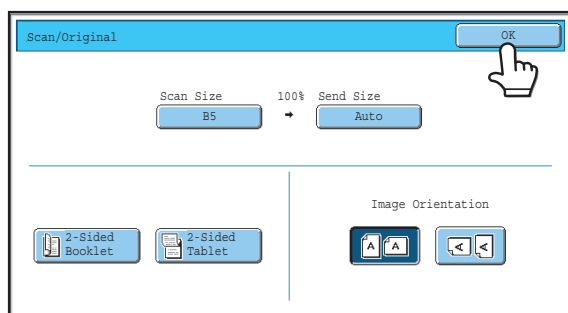 Scan/Original
OK
Scan Size
100%
Send Size
B5
Auto
Image Orientation
2-Sided
Booklet
2-Sided
Tablet
A A
A A